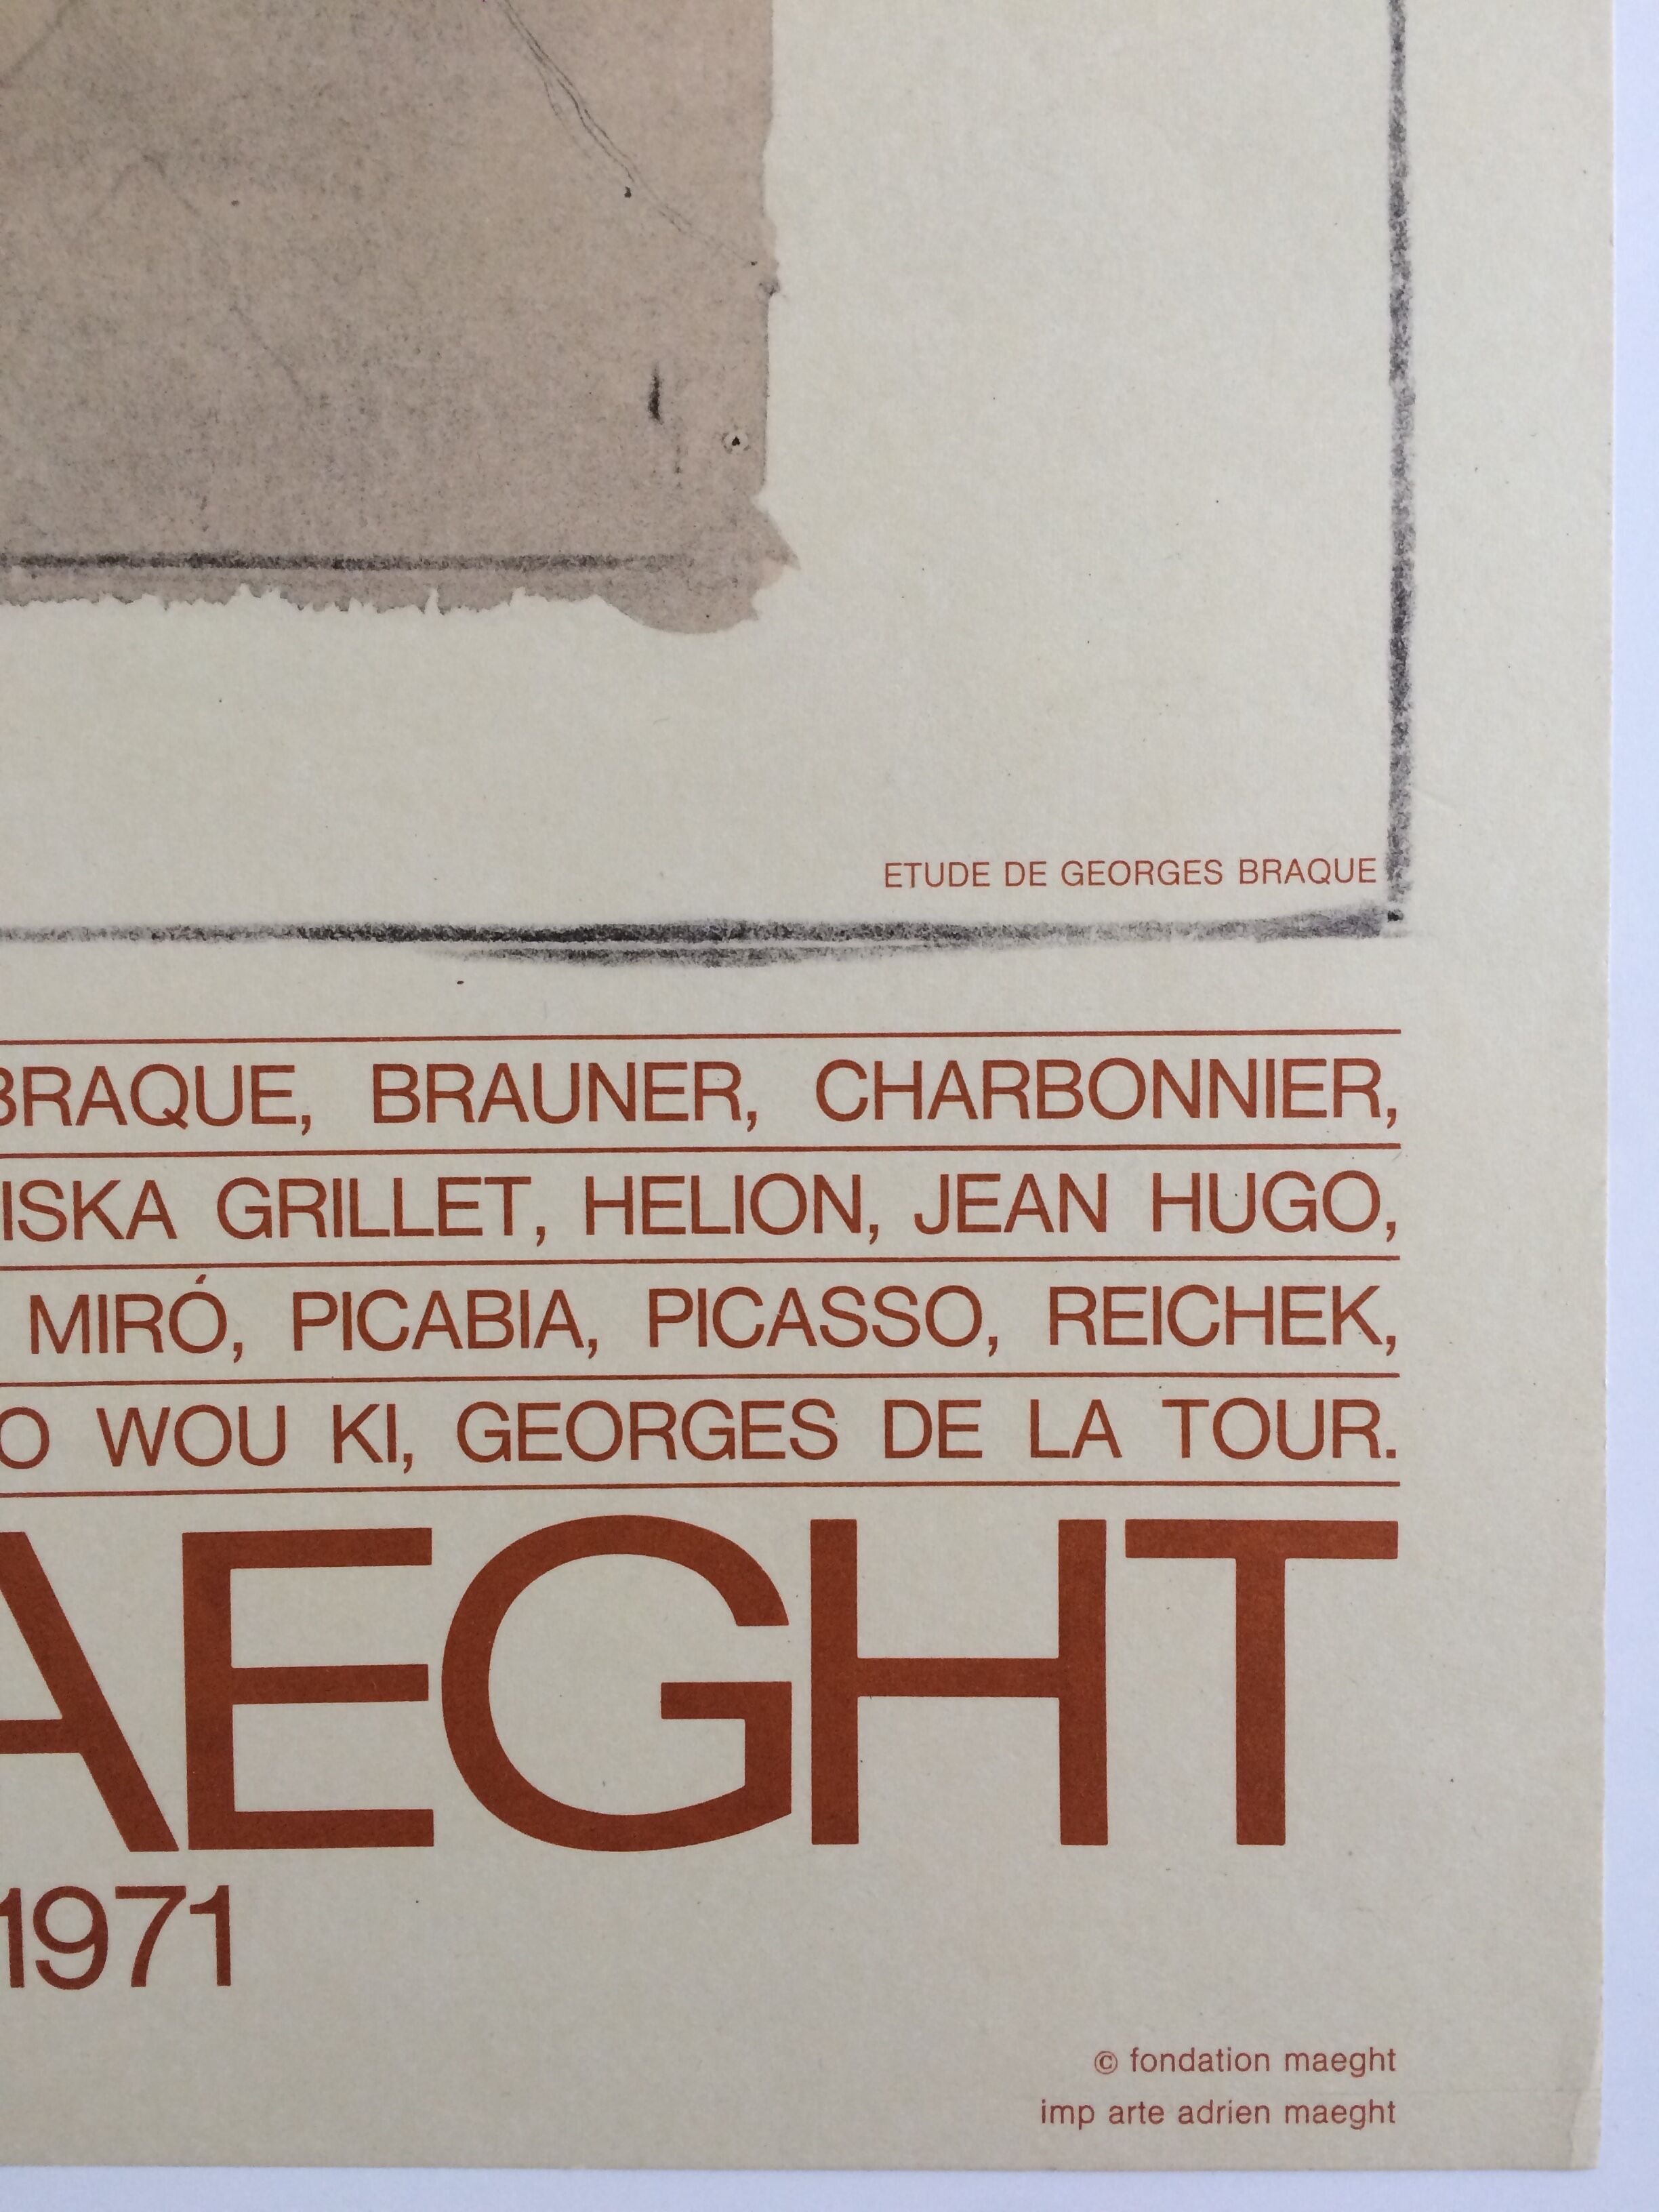 ETUDE DE GEORGES BRAQUE
BRAQUE, BRAUNER, CHARBONNIER,
ISKA GRILLET, HELION, JEAN HUGO,
MIRÓ, PICABIA, PICASSO, REICHEK,
O WOU KI, GEORGES DE LA TOUR.
AEGHT
1971
© fondation maeght
imp arte adrien maeght